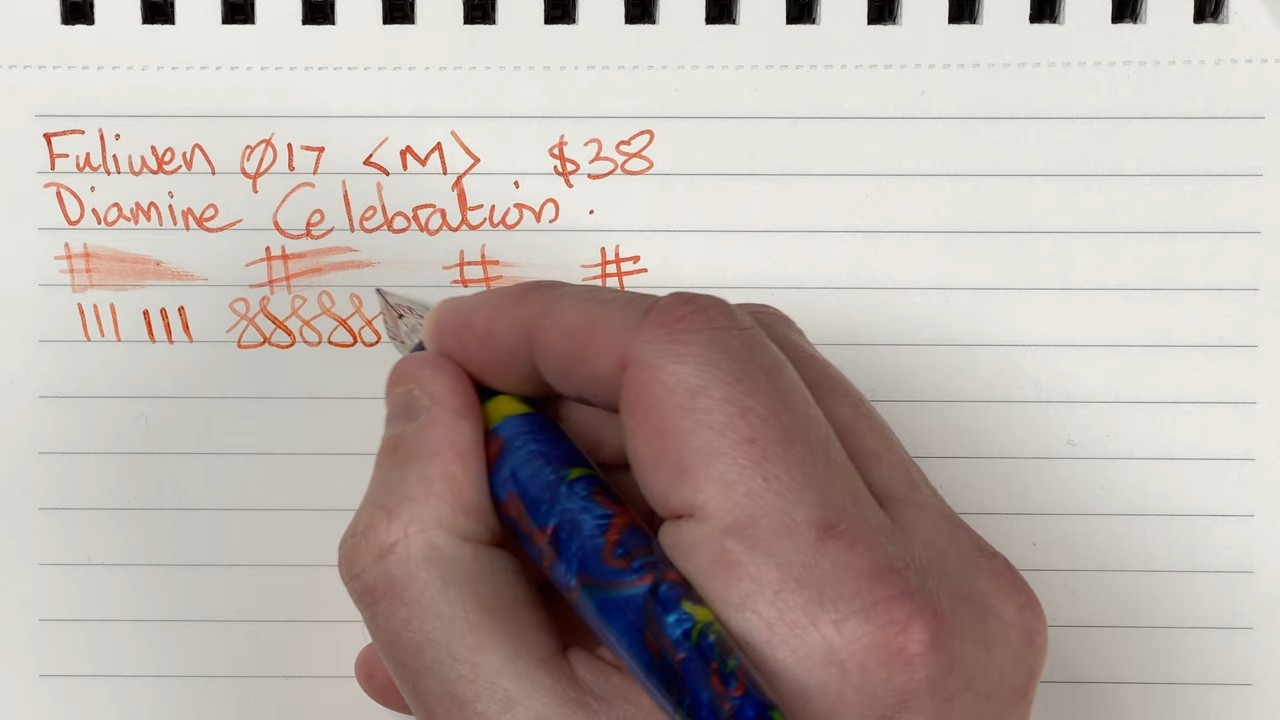 Fuliwen Ø17 <M> $38
Diamine Celebration.
# # # #
||| ||| 88888